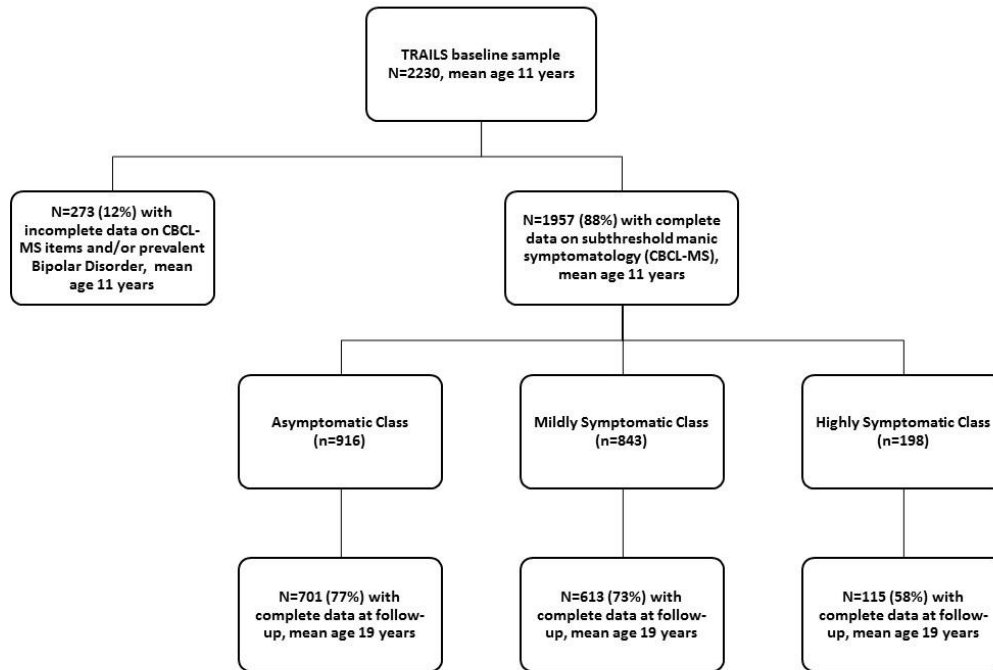 TRAILS baseline sample
N=2230, mean age 11 years
N=273 (12%) with
incomplete data on CBCL-
MS items and/or prevalent
Bipolar Disorder, mean
age 11 years
N=1957 (88%) with complete
data on subthreshold manic
symptomatology (CBCL-MS),
mean age 11 years
Asymptomatic Class
(n=916)
Mildly Symptomatic Class
(n=843)
Highly Symptomatic Class
(n=198)
N=701 (77%) with
complete data at follow-
up, mean age 19 years
N=613 (73%) with
complete data at follow-
up, mean age 19 years
N=115 (58%) with
complete data at follow-
up, mean age 19 years